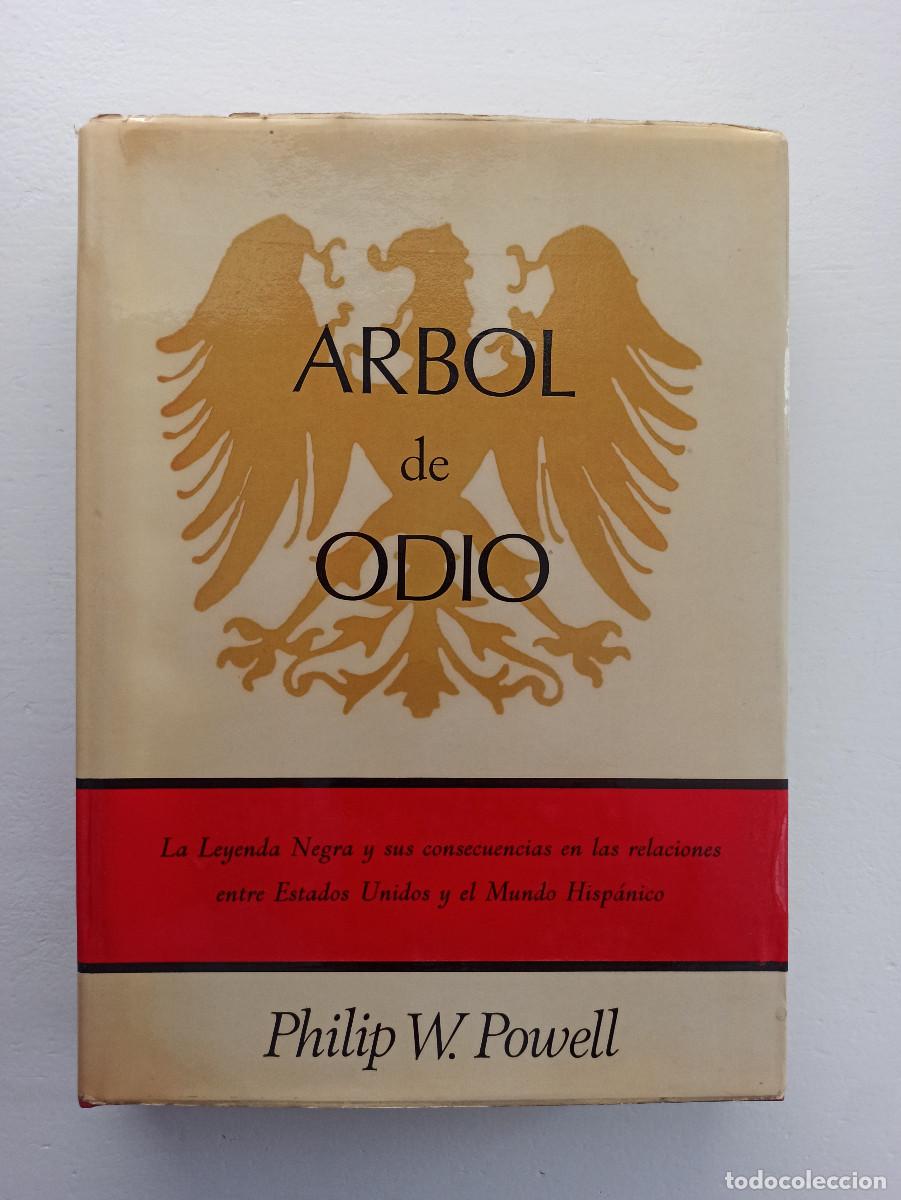 ARBOL
de
ODIO
La Leyenda Negra y sus consecuencias en las relaciones
entre Estados Unidos y el Mundo Hispánico
Philip W. Powell
todocoleccion